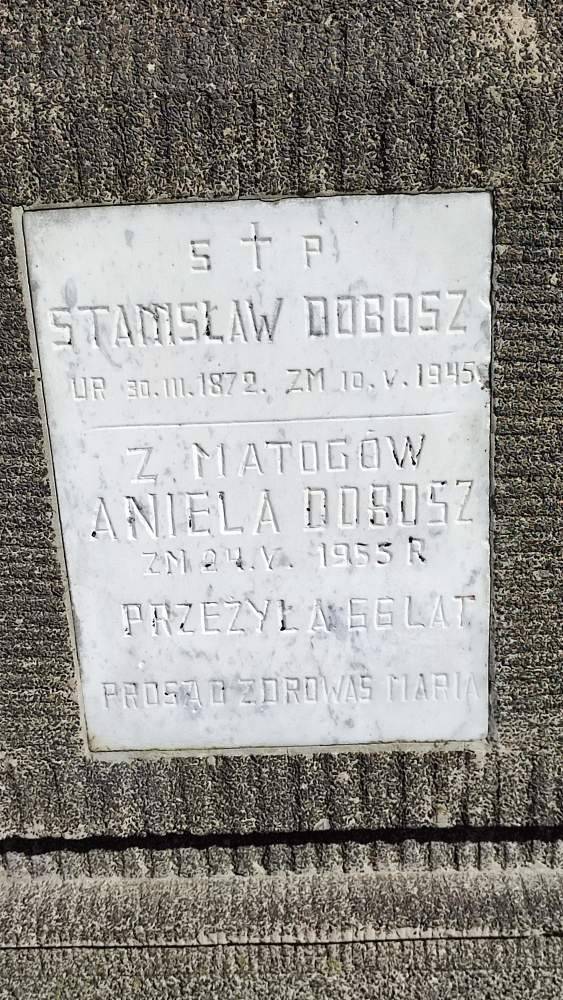 S † P
STANISŁAW DOBOSZ
UR 30.III.1872. ZM 10.V.1945
Z MATOGÓW
ANIELA DOBOSZ
ZM 24.V. 1955 R
PRZEŻYŁA 66 LAT
PROSZĄ O ZDROWAŚ MARIA